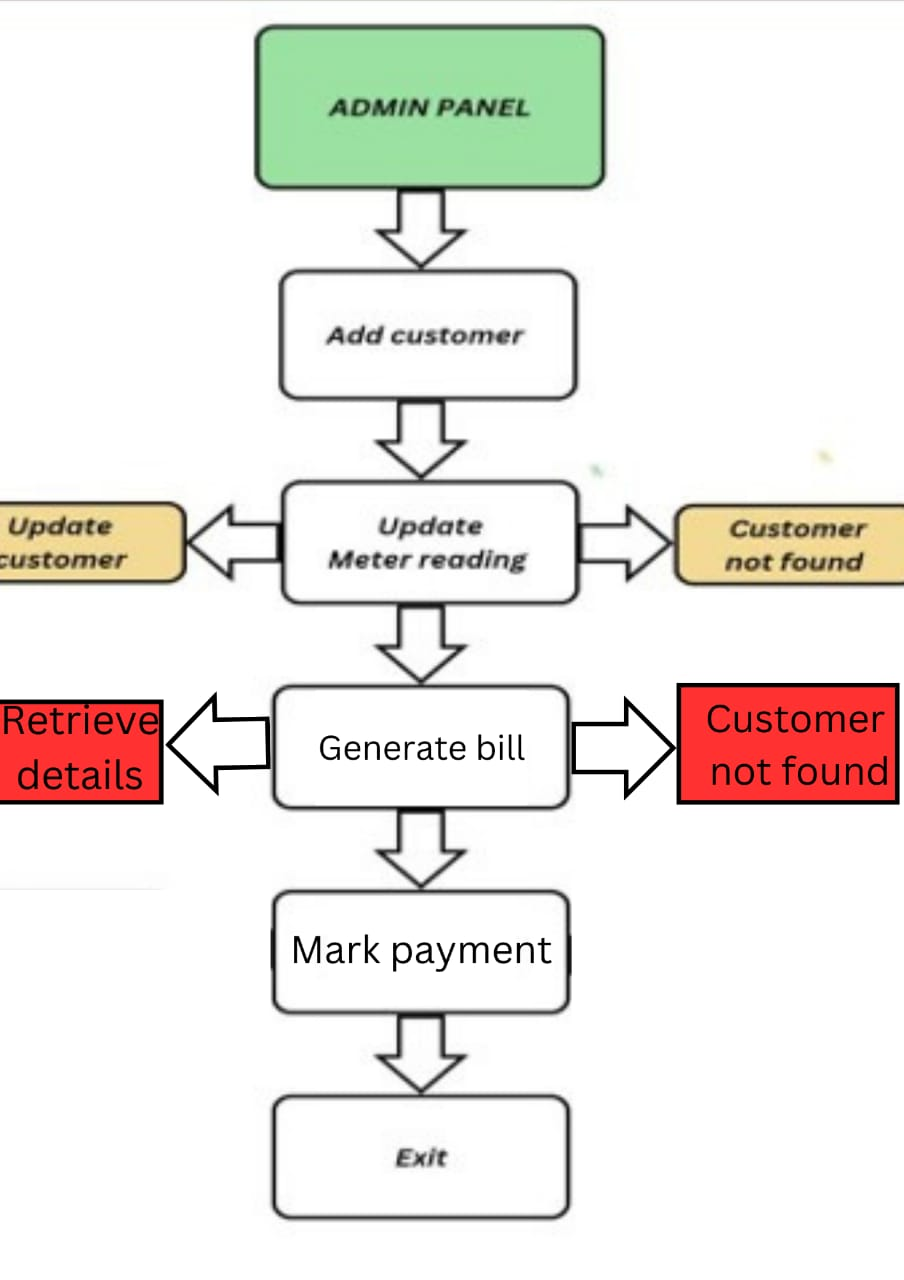 ADMIN PANEL
Add customer
Update
customer
Update
Meter reading
Customer
not found
Retrieve
details
Generate bill
Customer
not found
Mark payment
Exit